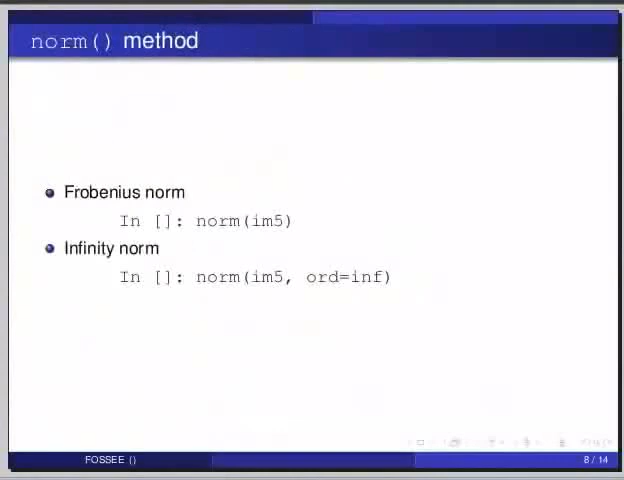 norm() method
Frobenius norm
In []: norm(im5)
Infinity norm
In []: norm(im5, ord=inf)
FOSSEE ()
8 / 14